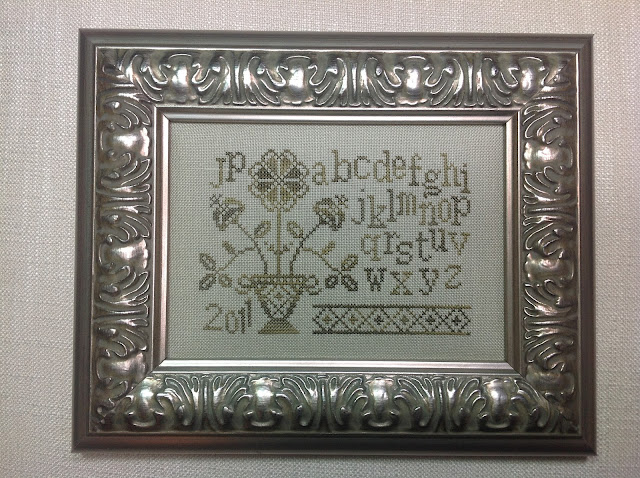 JP abcdefghi
jklmnop
qrstuv
wxyz
2011